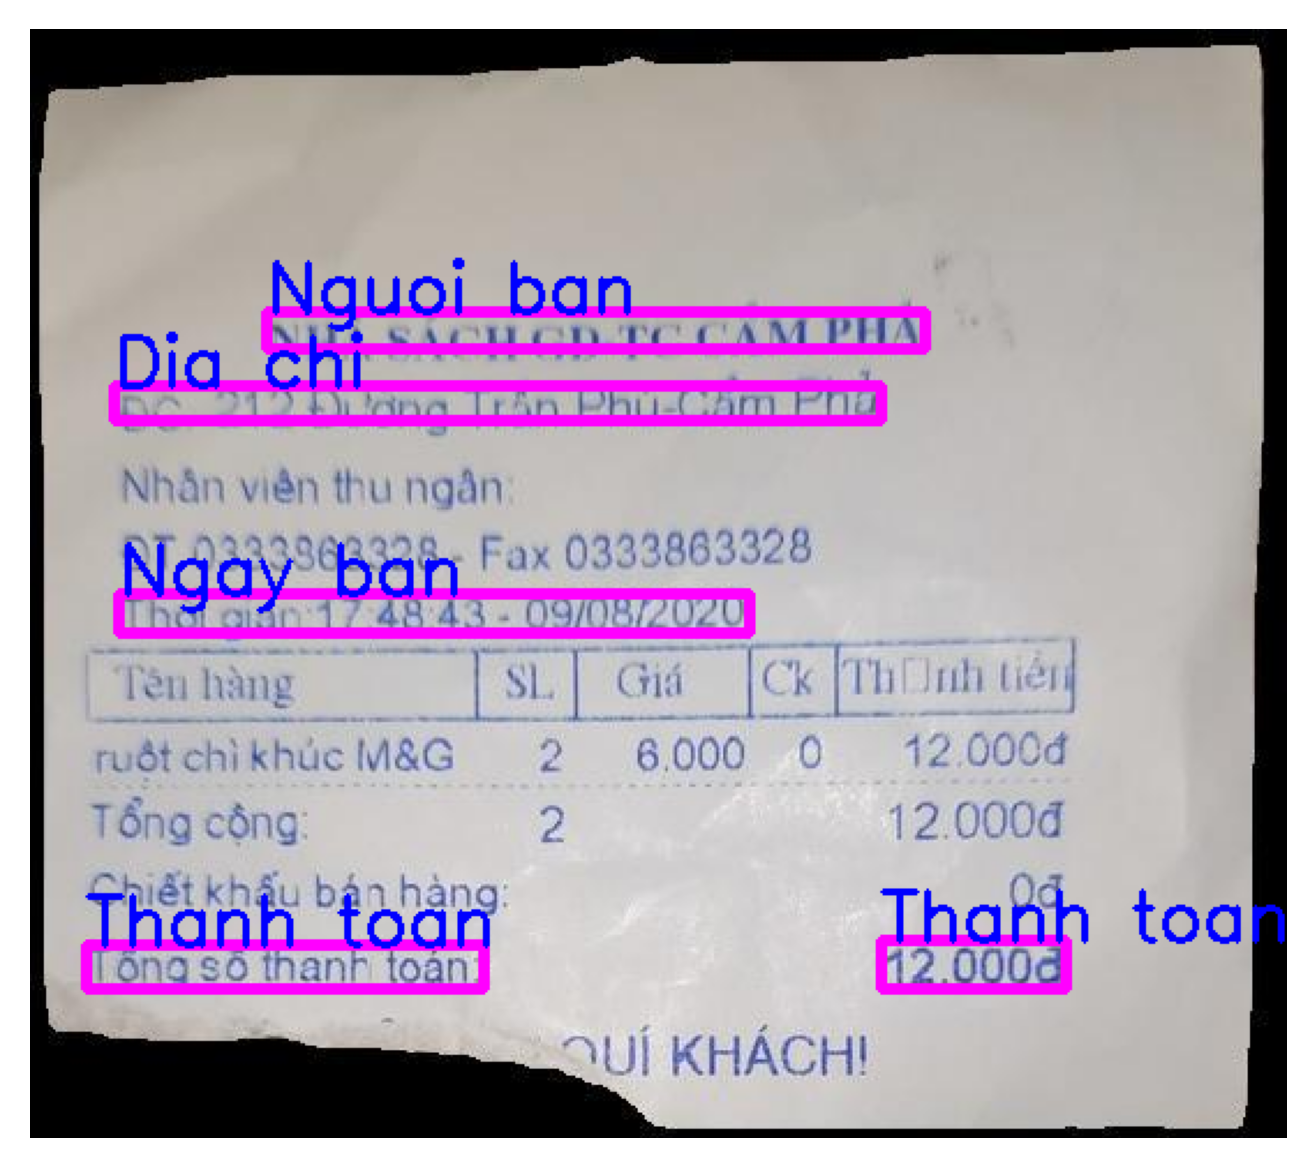 Nguoi ban
NHÀ SÁCH GD-TC CẨM PHẢ
Dia chi
ĐC: 212 Đường Trần Phú-Cẩm Phả
Nhân viên thu ngân:
ĐT 0333863328 - Fax 0333863328
Ngay ban
Thời gian:17:48:43 - 09/08/2020
Tên hàng SL Giá Ck Th□nh tiền
ruột chì khúc M&G 2 6.000 0 12.000đ
Tổng cộng: 2 12.000đ
Chiết khấu bán hàng: 0đ
Thanh toan Thanh toan
Tổng số thanh toán: 12.000đ
QUÍ KHÁCH!